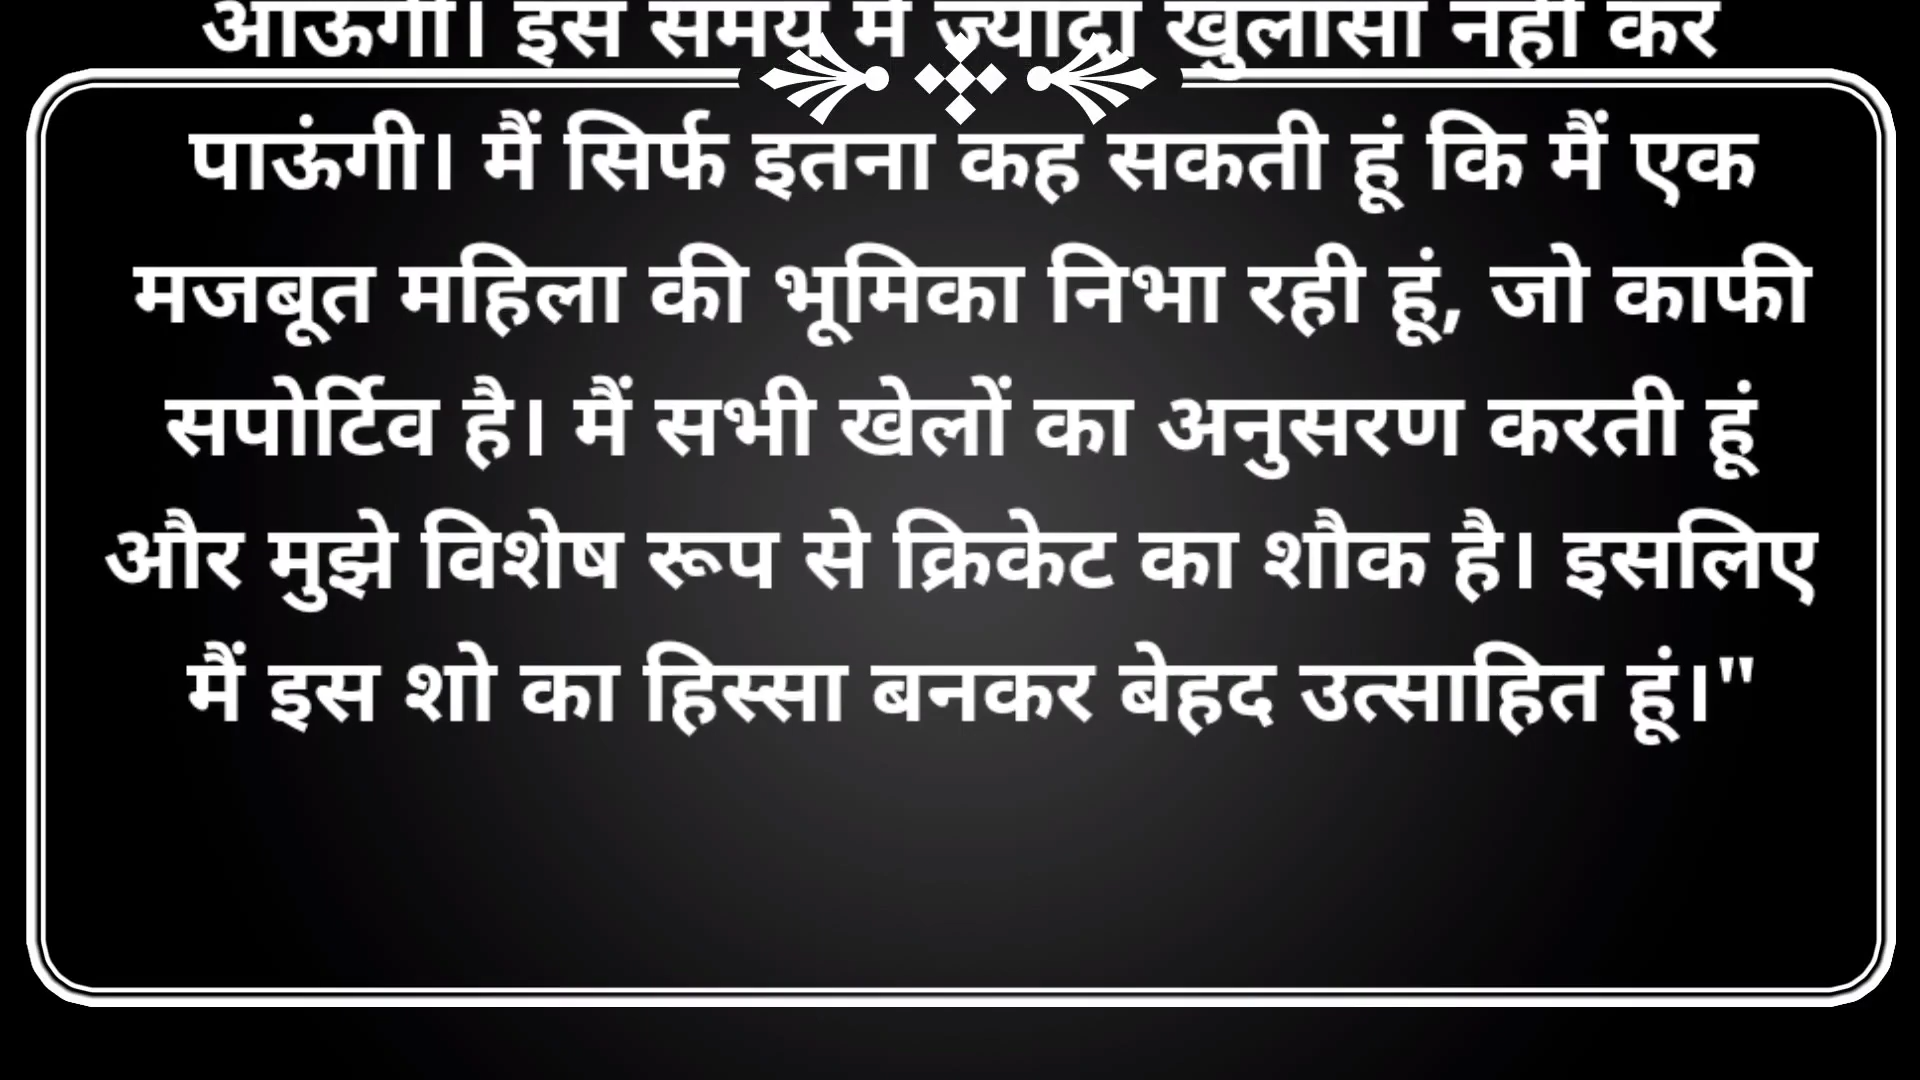 आऊंगी। इस समय मैं ज्यादा खुलासा नहीं कर
पाऊंगी। मैं सिर्फ इतना कह सकती हूं कि मैं एक
मजबूत महिला की भूमिका निभा रही हूं, जो काफी
सपोर्टिव है। मैं सभी खेलों का अनुसरण करती हूं
और मुझे विशेष रूप से क्रिकेट का शौक है। इसलिए
मैं इस शो का हिस्सा बनकर बेहद उत्साहित हूं।"